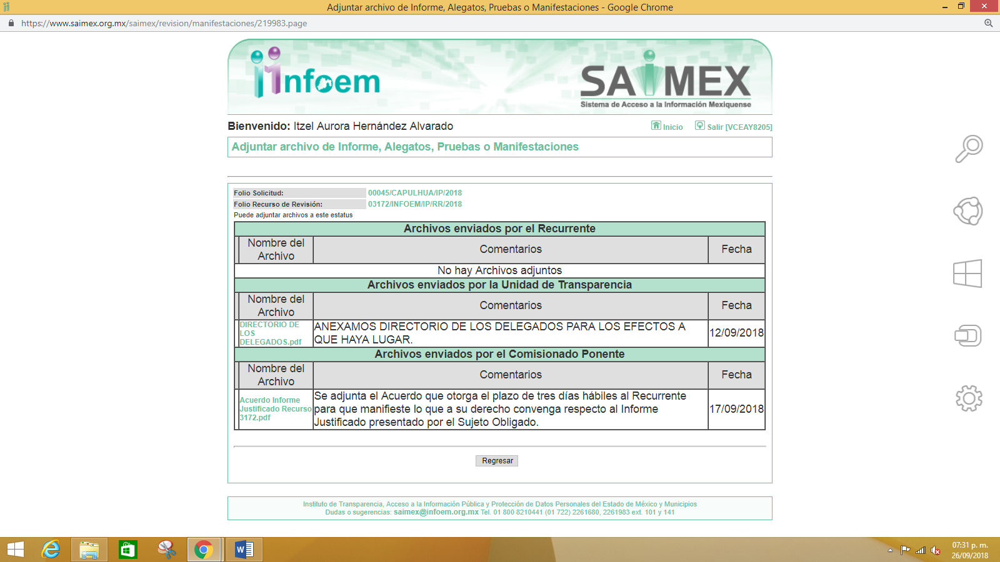 Adjuntar archivo de Informe, Alegatos, Pruebas o Manifestaciones - Google Chrome
https://www.saimex.org.mx/saimex/revision/manifestaciones/219983.page
infoem
SAIMEX
Sistema de Acceso a la Información Mexiquense
Bienvenido: Itzel Aurora Hernández Alvarado
Inicio
Salir [VCEAY8205]
Adjuntar archivo de Informe, Alegatos, Pruebas o Manifestaciones
Folio Solicitud: 00045/CAPULHUA/IP/2018
Folio Recurso de Revisión: 03172/INFOEM/IP/RR/2018
Puede adjuntar archivos a este estatus
Archivos enviados por el Recurrente
Nombre del
Archivo
Comentarios
Fecha
No hay Archivos adjuntos
Archivos enviados por la Unidad de Transparencia
Nombre del
Archivo
Comentarios
Fecha
DIRECTORIO DE
LOS
DELEGADOS.pdf
ANEXAMOS DIRECTORIO DE LOS DELEGADOS PARA LOS EFECTOS A
QUE HAYA LUGAR.
12/09/2018
Archivos enviados por el Comisionado Ponente
Nombre del
Archivo
Comentarios
Fecha
Acuerdo Informe
Justificado Recurso
3172.pdf
Se adjunta el Acuerdo que otorga el plazo de tres días hábiles al Recurrente
para que manifieste lo que a su derecho convenga respecto al Informe
Justificado presentado por el Sujeto Obligado.
17/09/2018
Regresar
Instituto de Transparencia, Acceso a la Información Pública y Protección de Datos Personales del Estado de México y Municipios
Dudas o sugerencias: saimex@infoem.org.mx Tel. 01 800 8210441 (01 722) 2261680, 2261983 ext. 101 y 141
07:31 p. m.
26/09/2018